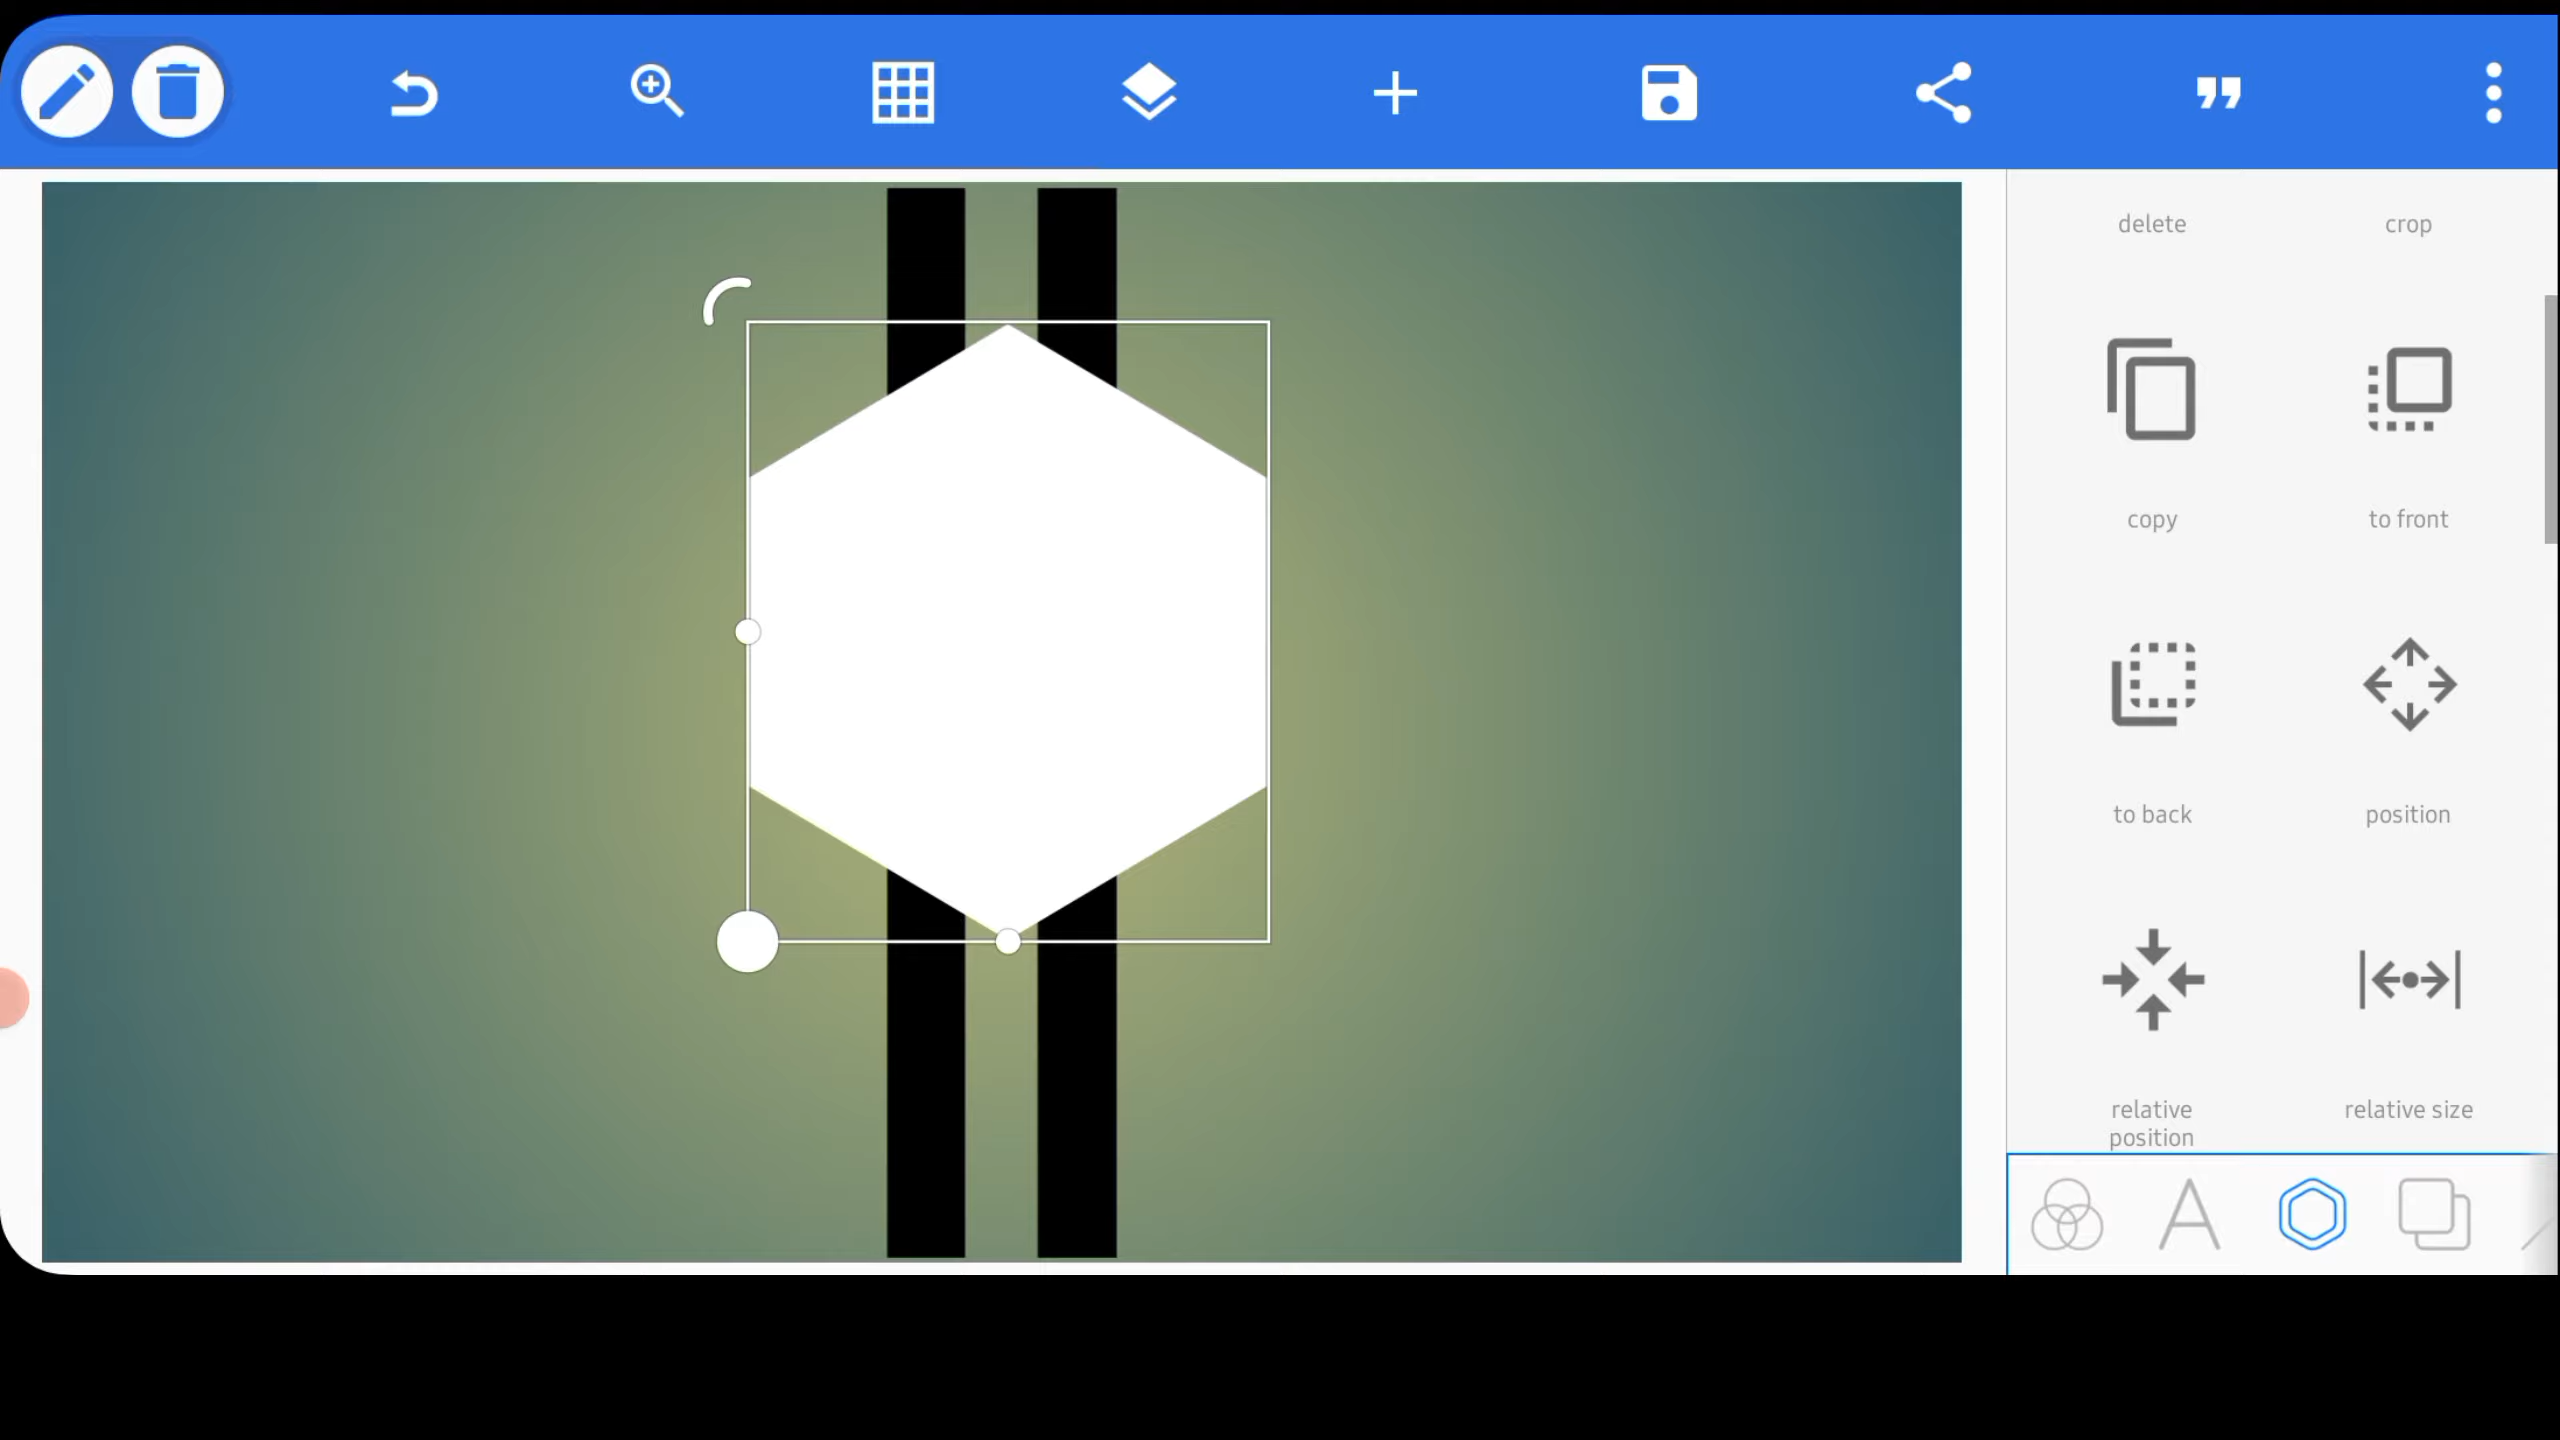 delete
crop
copy
to front
to back
position
relative
position
relative size